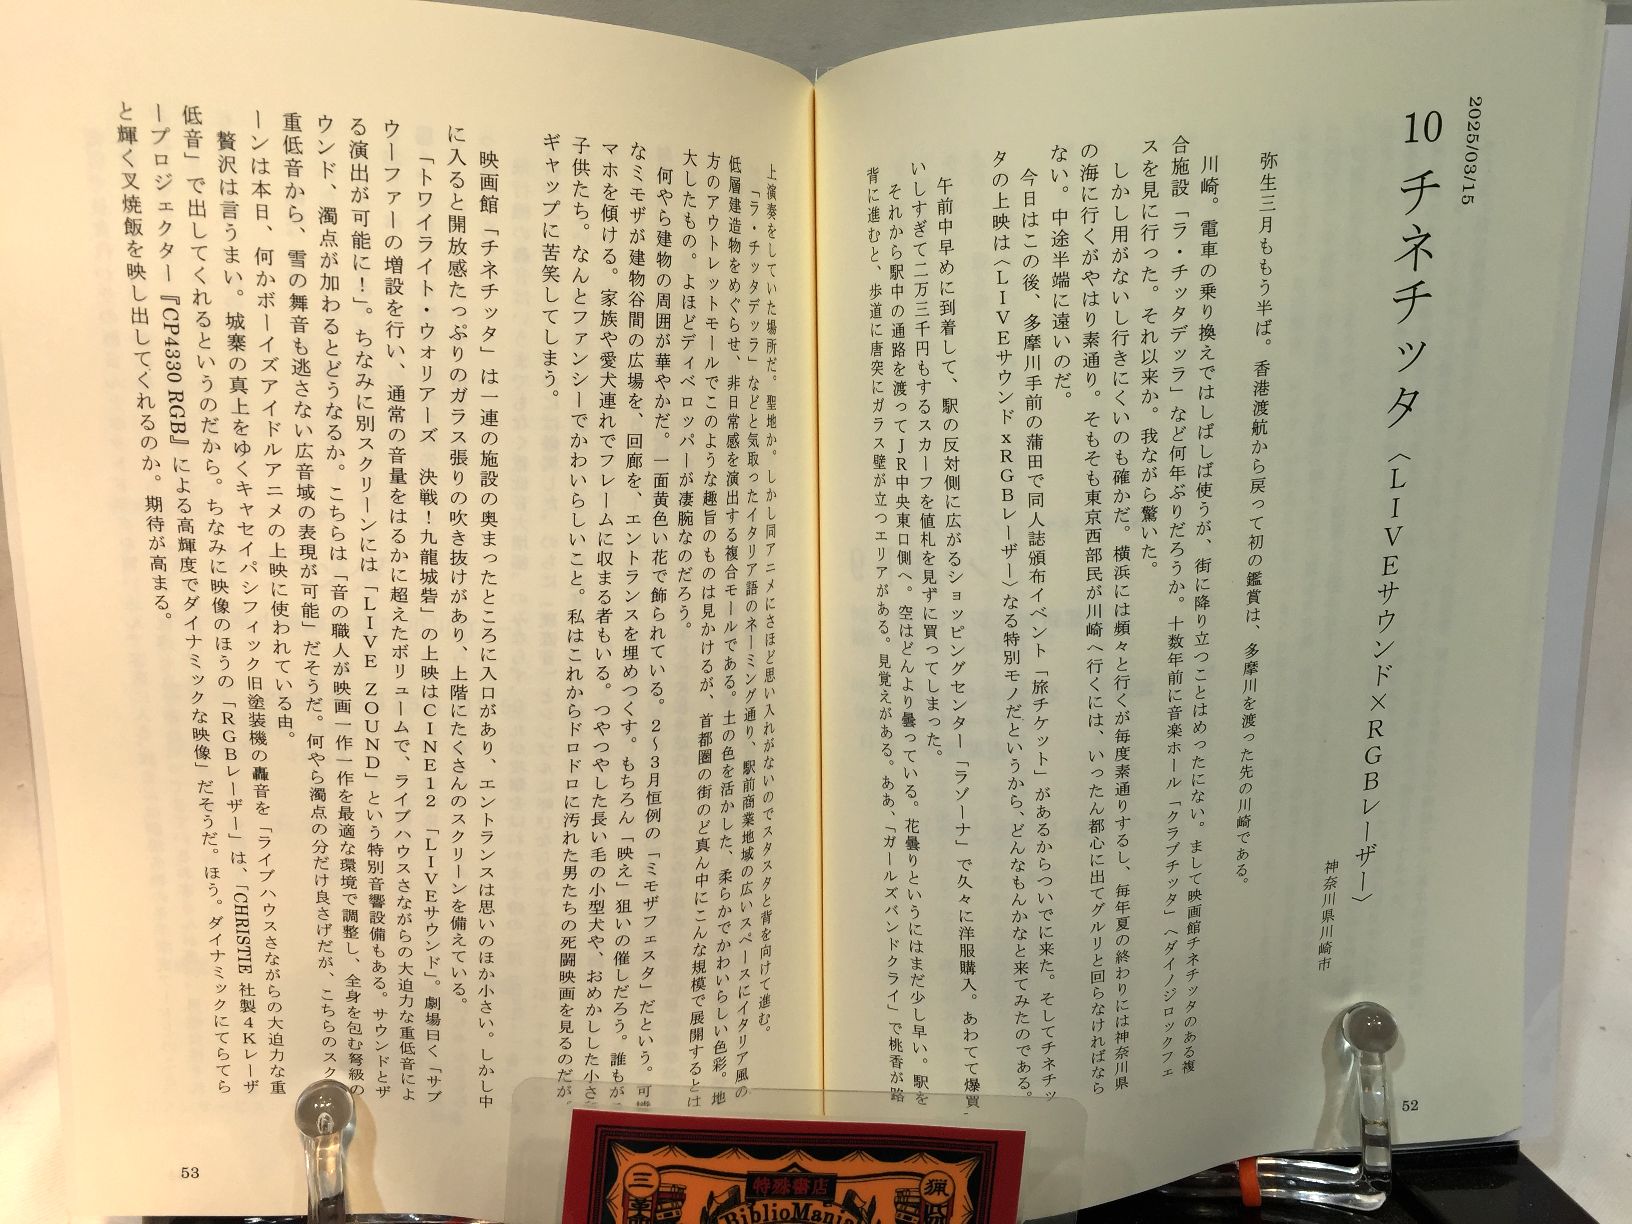 2025/03/15
10 チネチッタ〈LIVEサウンド×RGBレーザー〉
神奈川県川崎市
弥生三月ももう半ば。香港渡航から戻って初の鑑賞は、多摩川を渡った先の川崎である。
川崎。電車の乗り換えではしばしば使うが、街に降り立つことはめったにない。まして映画館チネチッタのある複
合施設「ラ・チッタデッラ」など何年ぶりだろうか。十数年前に音楽ホール「クラブチッタ」へダイノジロックフェ
スを見に行った。それ以来か。我ながら驚いた。
しかし用がないし行きにくいのも確かだ。横浜には頻々と行くが毎度素通りするし、毎年夏の終わりには神奈川県
の海に行くがやはり素通り。そもそも東京西部民が川崎へ行くには、いったん都心に出てグルリと回らなければなら
ない。中途半端に遠いのだ。
今日はこの後、多摩川手前の蒲田で同人誌頒布イベント「旅チケット」があるからついでに来た。そしてチネチッ
タの上映は〈LIVEサウンドxRGBレーザー〉なる特別モノだというから、どんなもんかなと来てみたのである。
午前中早めに到着して、駅の反対側に広がるショッピングセンター「ラゾーナ」で久々に洋服購入。あわてて爆買
いしすぎて二万三千円もするスカーフを値札を見ずに買ってしまった。
それから駅中の通路を渡ってJR中央東口側へ。空はどんより曇っている。花曇りというにはまだ少し早い。駅を
背に進むと、歩道に唐突にガラス壁が立つエリアがある。見覚えがある。ああ、「ガールズバンドクライ」で桃香が路
52
上演奏をしていた場所だ。聖地か。しかし同アニメにさほど思い入れがないのでスタスタと背を向けて進む。
「ラ・チッタデッラ」などと気取ったイタリア語のネーミング通り、駅前商業地域の広いスペースにイタリア風の
低層建造物をめぐらせ、非日常感を演出する複合モールである。土の色を活かした、柔らかでかわいらしい色彩。地
方のアウトレットモールでこのような趣旨のものは見かけるが、首都圏の街のど真ん中にこんな規模で展開するとは
大したもの。よほどディベロッパーが凄腕なのだろう。
何やら建物の周囲が華やかだ。一面黄色い花で飾られている。2〜3月恒例の「ミモザフェスタ」だという。可
なミモザが建物谷間の広場を、回廊を、エントランスを埋めつくす。もちろん「映え」狙いの催しだろう。誰もが
マホを傾ける。家族や愛犬連れでフレームに収まる者もいる。つやつやした長い毛の小型犬や、おめかしした小さ
子供たち。なんとファンシーでかわいらしいこと。私はこれからドロドロに汚れた男たちの死闘映画を見るのだが。
ギャップに苦笑してしまう。
映画館「チネチッタ」は一連の施設の奥まったところに入口があり、エントランスは思いのほか小さい。しかし中
に入ると開放感たっぷりのガラス張りの吹き抜けがあり、上階にたくさんのスクリーンを備えている。
「トワイライト・ウォリアーズ 決戦！九龍城砦」の上映はCINE12 「LIVEサウンド」。劇場曰く「サブ
ウーファーの増設を行い、通常の音量をはるかに超えたボリュームで、ライブハウスさながらの大迫力な重低音によ
る演出が可能に！」。ちなみに別スクリーンには「LIVE ZOUND」という特別音響設備もある。サウンドとザ
ウンド、濁点が加わるとどうなるか。こちらは「音の職人が映画一作一作を最適な環境で調整し、全身を包む弩級の
重低音から、雪の舞音も逃さない広音域の表現が可能」だそうだ。何やら濁点の分だけ良さげだが、こちらのスク
ーンは本日、何かボーイズアイドルアニメの上映に使われている由。
贅沢は言うまい。城寨の真上をゆくキャセイパシフィック旧塗装機の轟音を「ライブハウスさながらの大迫力な重
低音」で出してくれるというのだから。ちなみに映像のほうの「RGBレーザー」は、「CHRISTIE 社製4Kレーザ
ープロジェクター『CP4330 RGB』による高輝度でダイナミックな映像」だそうだ。ほう。ダイナミックにてらてら
と輝く叉焼飯を映し出してくれるのか。期待が高まる。
53
特殊書店
BiblioMania